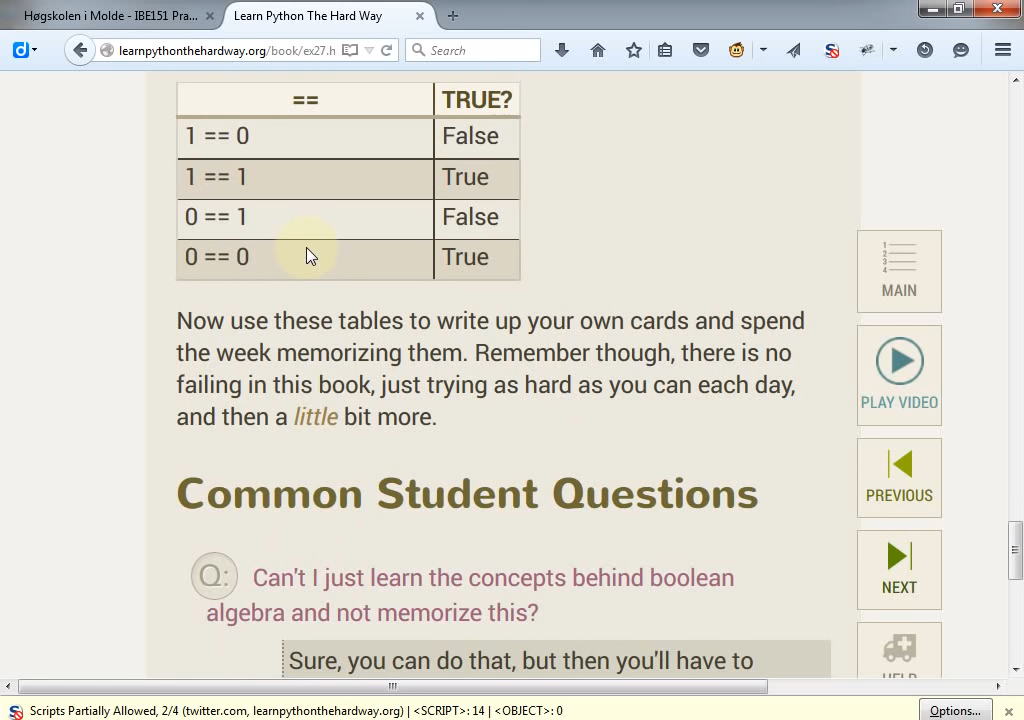 Høgskolen i Molde - IBE151 Pra...
Learn Python The Hard Way
learnpythonthehardway.org/book/ex27.h
Search
== TRUE?
1 == 0 False
1 == 1 True
0 == 1 False
0 == 0 True
Now use these tables to write up your own cards and spend
the week memorizing them. Remember though, there is no
failing in this book, just trying as hard as you can each day,
and then a little bit more.
Common Student Questions
Q: Can't I just learn the concepts behind boolean
algebra and not memorize this?
Sure, you can do that, but then you'll have to
MAIN
PLAY VIDEO
PREVIOUS
NEXT
HELP
Scripts Partially Allowed, 2/4 (twitter.com, learnpythonthehardway.org) | <SCRIPT>: 14 | <OBJECT>: 0
Options...